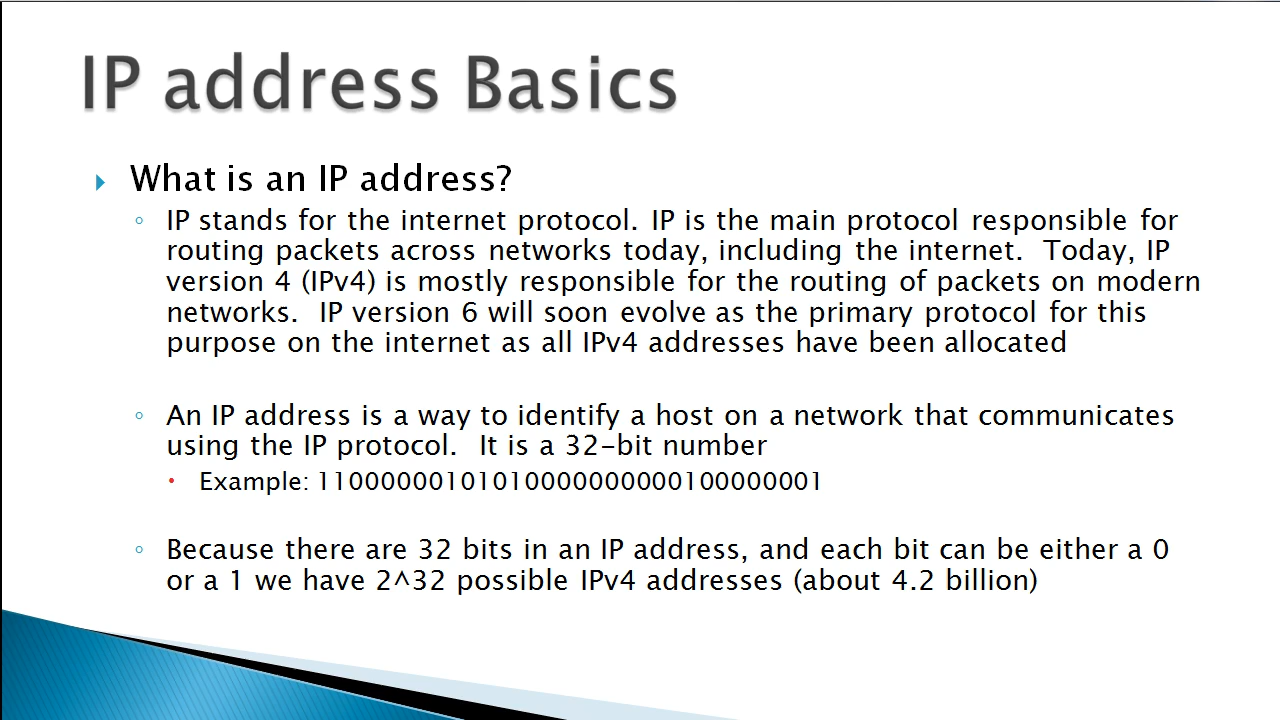 IP address Basics
What is an IP address?
IP stands for the internet protocol. IP is the main protocol responsible for
routing packets across networks today, including the internet.  Today, IP
version 4 (IPv4) is mostly responsible for the routing of packets on modern
networks.  IP version 6 will soon evolve as the primary protocol for this
purpose on the internet as all IPv4 addresses have been allocated
An IP address is a way to identify a host on a network that communicates
using the IP protocol.  It is a 32-bit number
Example: 11000000101010000000000100000001
Because there are 32 bits in an IP address, and each bit can be either a 0
or a 1 we have 2^32 possible IPv4 addresses (about 4.2 billion)